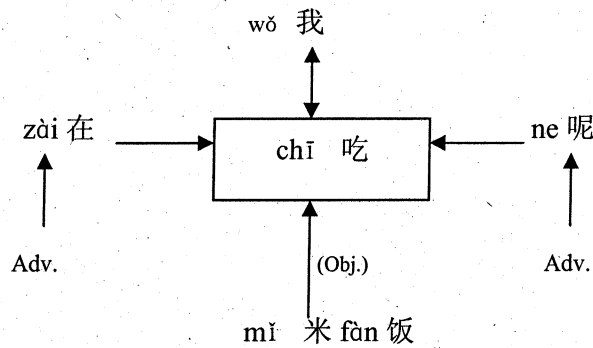 wǒ 我
zài 在
chī 吃
ne 呢
Adv.
(Obj.)
Adv.
mǐ 米 fàn 饭